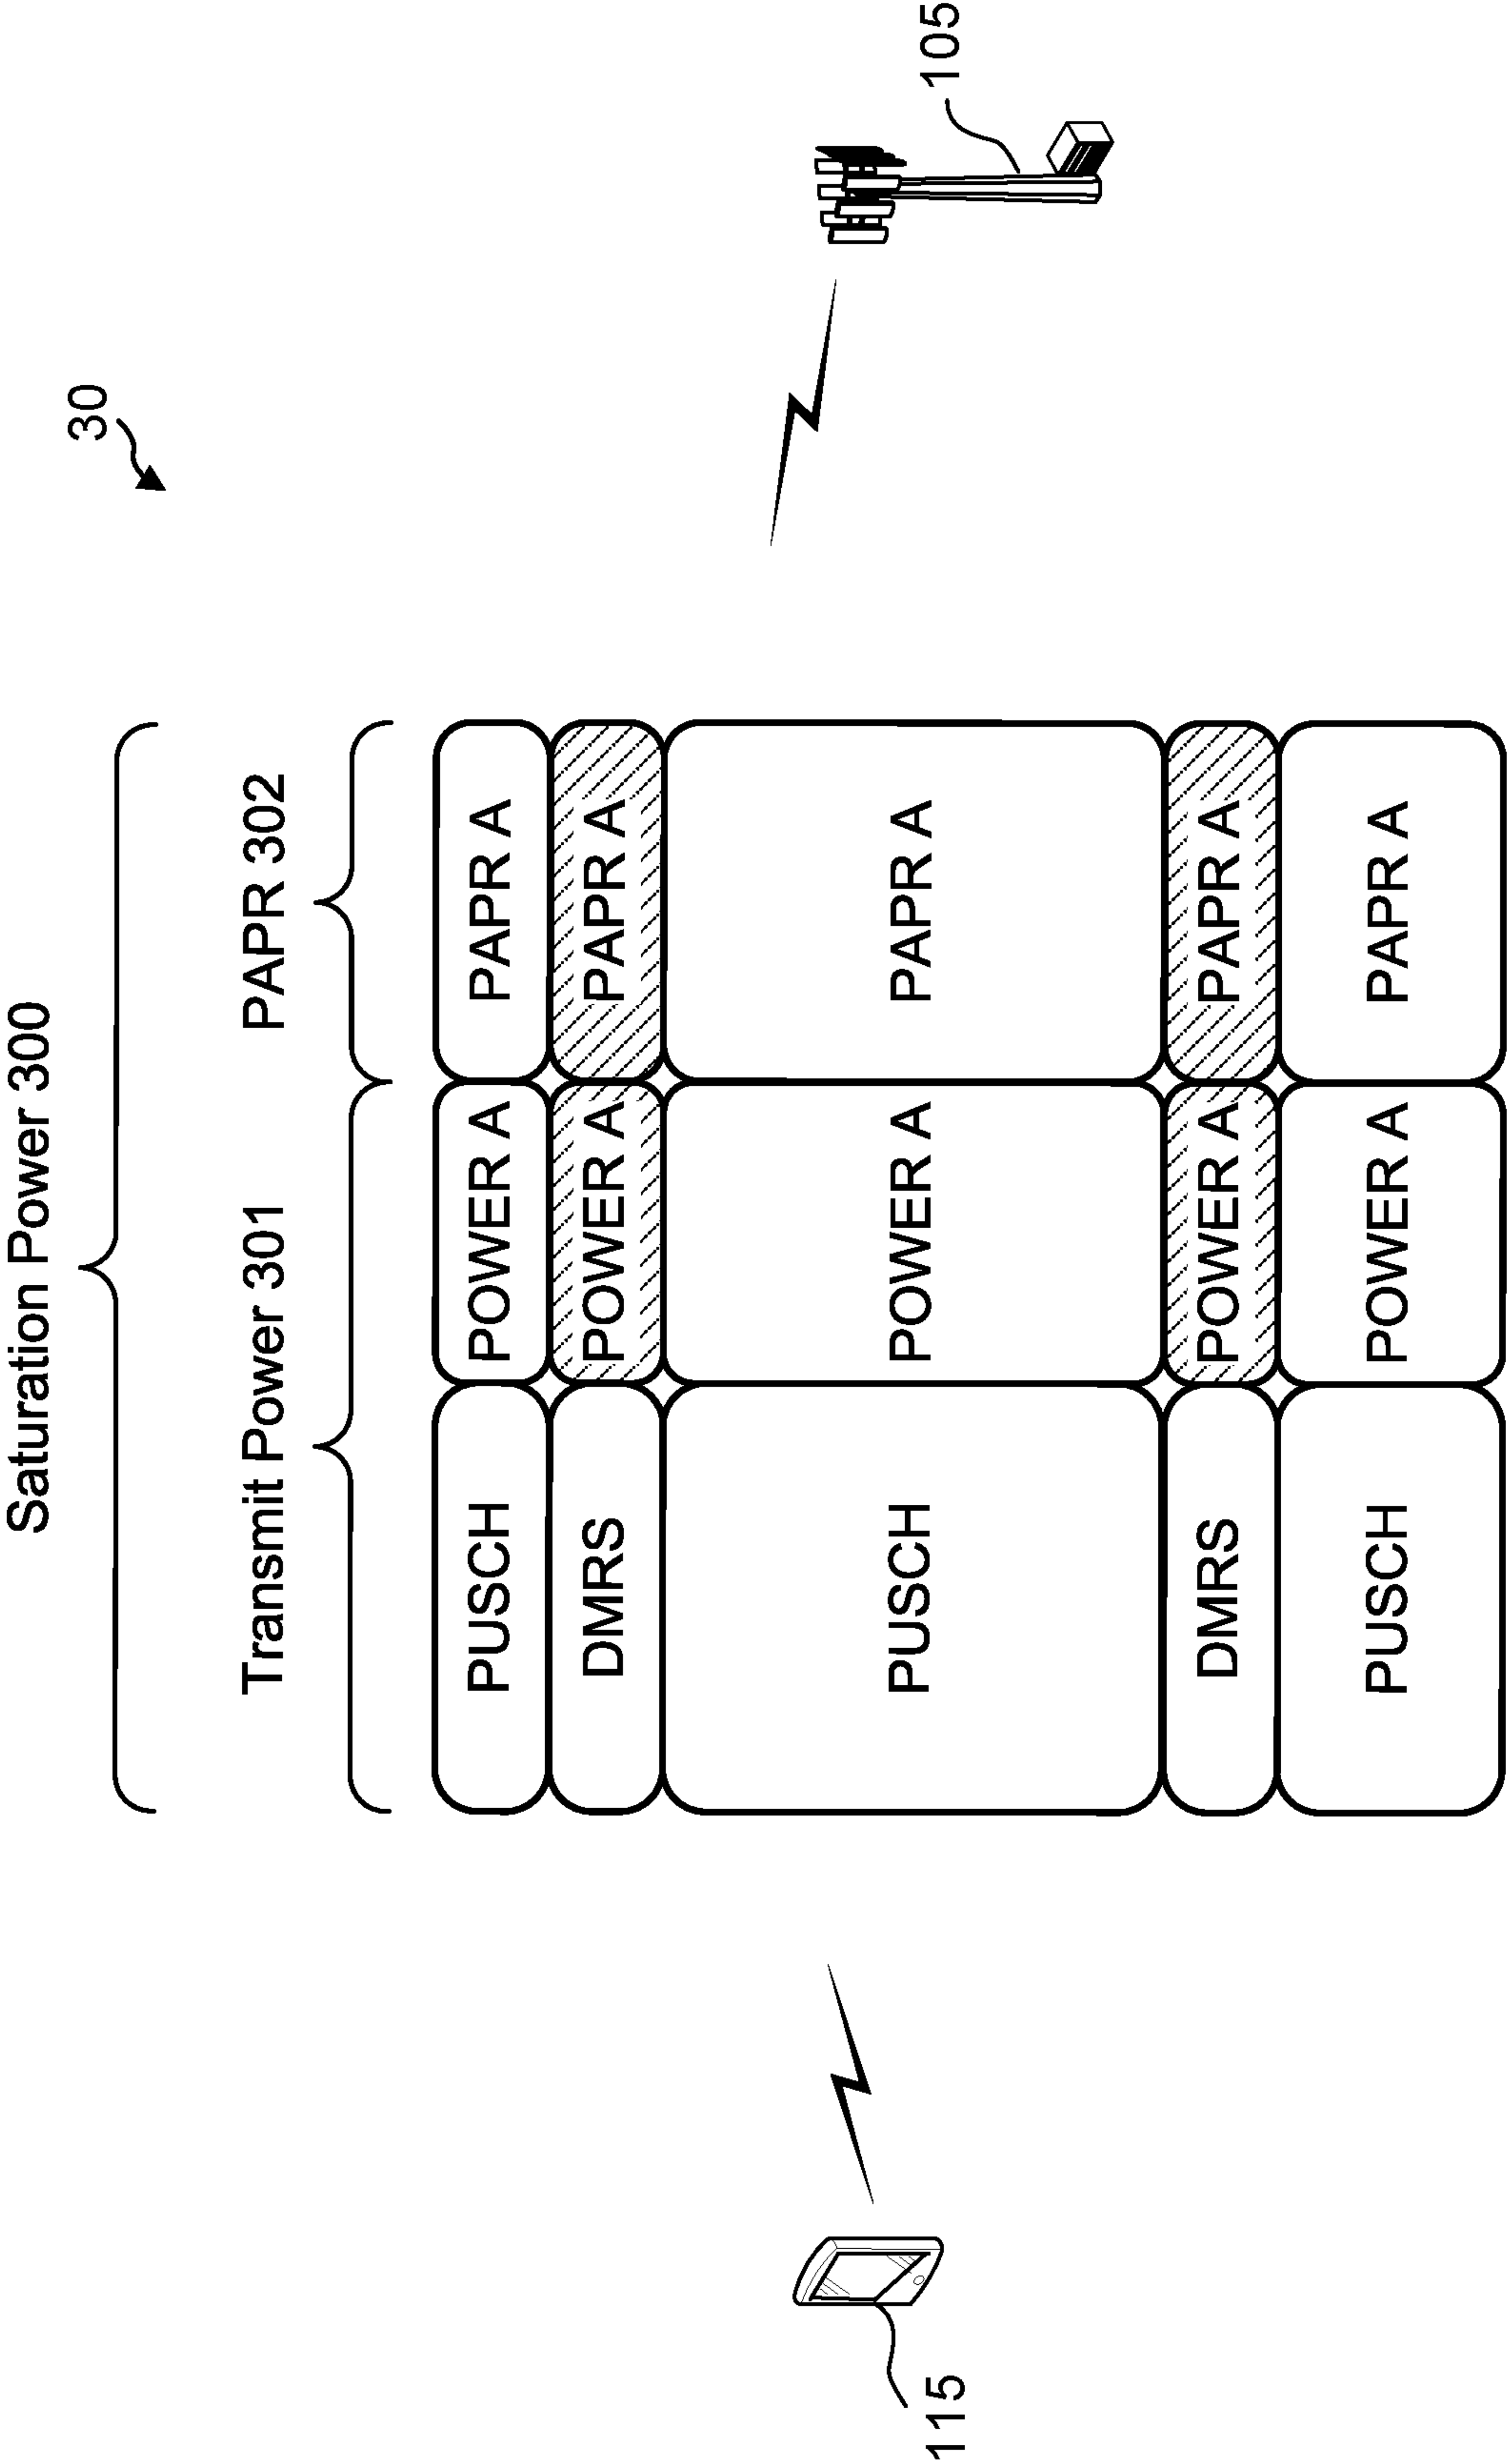 30
Saturation Power 300
Transmit Power 301
PAPR 302
PUSCH
POWER A
PAPR A
DMRS
POWER A
PAPR A
PUSCH
POWER A
PAPR A
DMRS
POWER A
PAPR A
PUSCH
POWER A
PAPR A
115
105